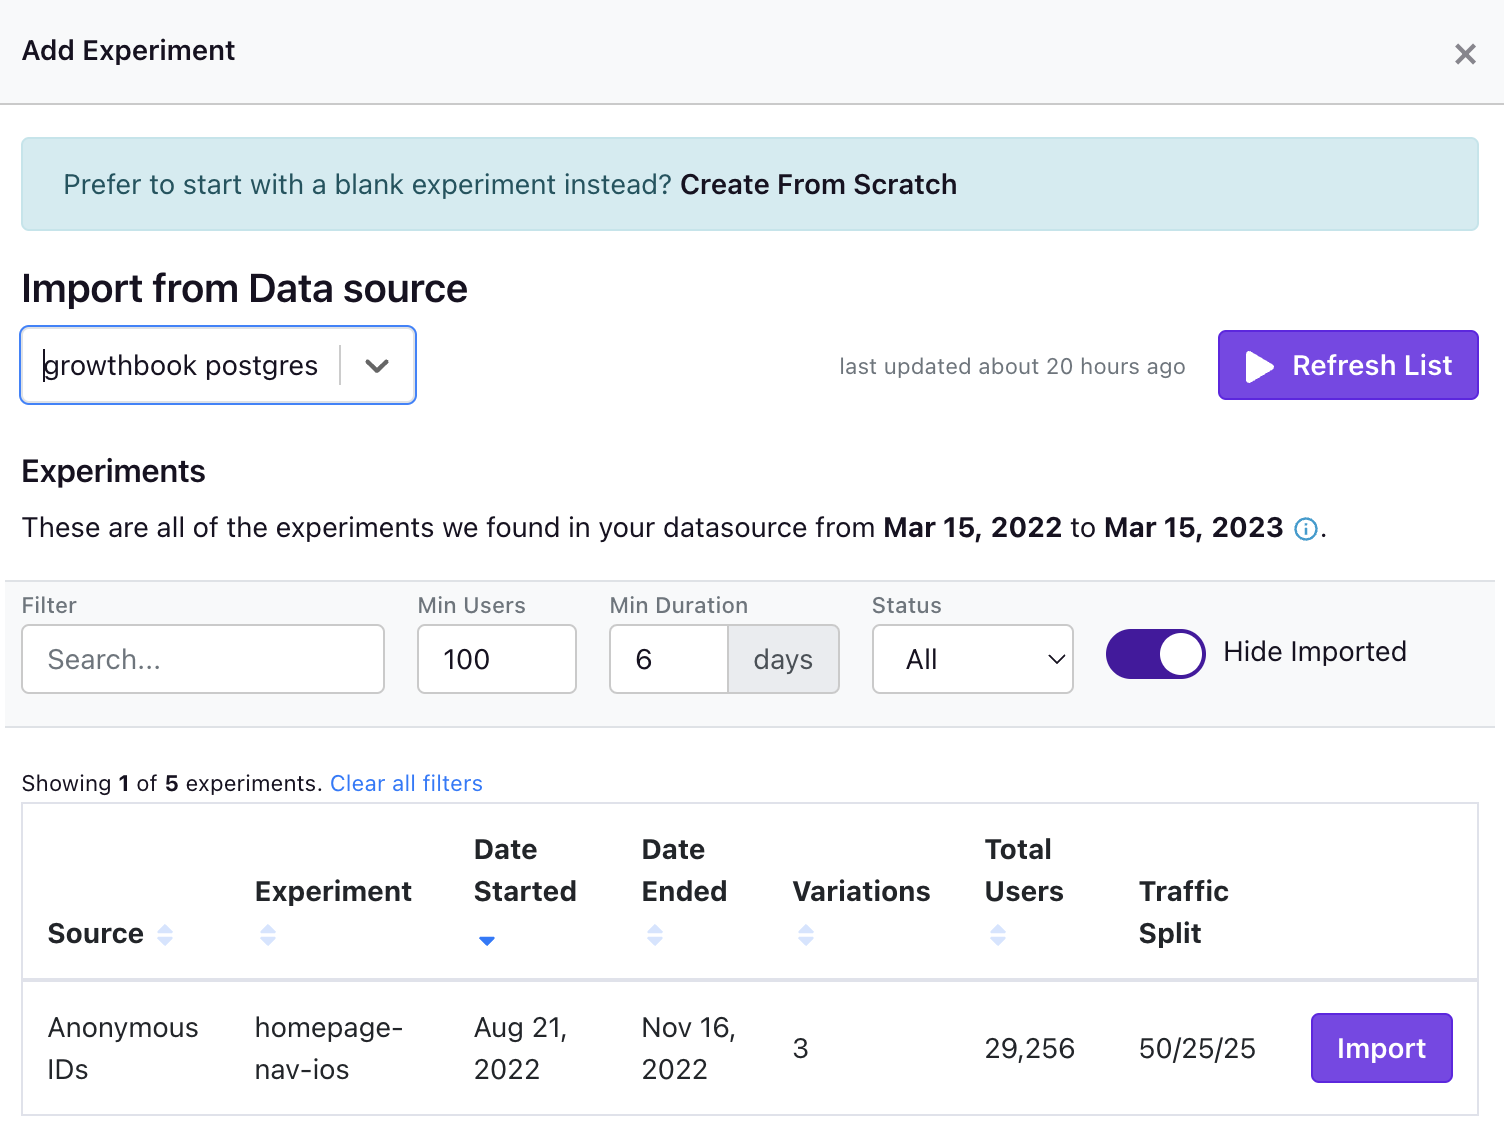 Add Experiment
Prefer to start with a blank experiment instead? Create From Scratch
Import from Data source
growthbook postgres
last updated about 20 hours ago
Refresh List
Experiments
These are all of the experiments we found in your datasource from Mar 15, 2022 to Mar 15, 2023 .
Filter
Min Users
Min Duration
Status
Search...
100
6
days
All
Hide Imported
Showing 1 of 5 experiments. Clear all filters
Source
Experiment
Date
Started
Date
Ended
Variations
Total
Users
Traffic
Split
Anonymous
IDs
homepage-
nav-ios
Aug 21,
2022
Nov 16,
2022
3
29,256
50/25/25
Import